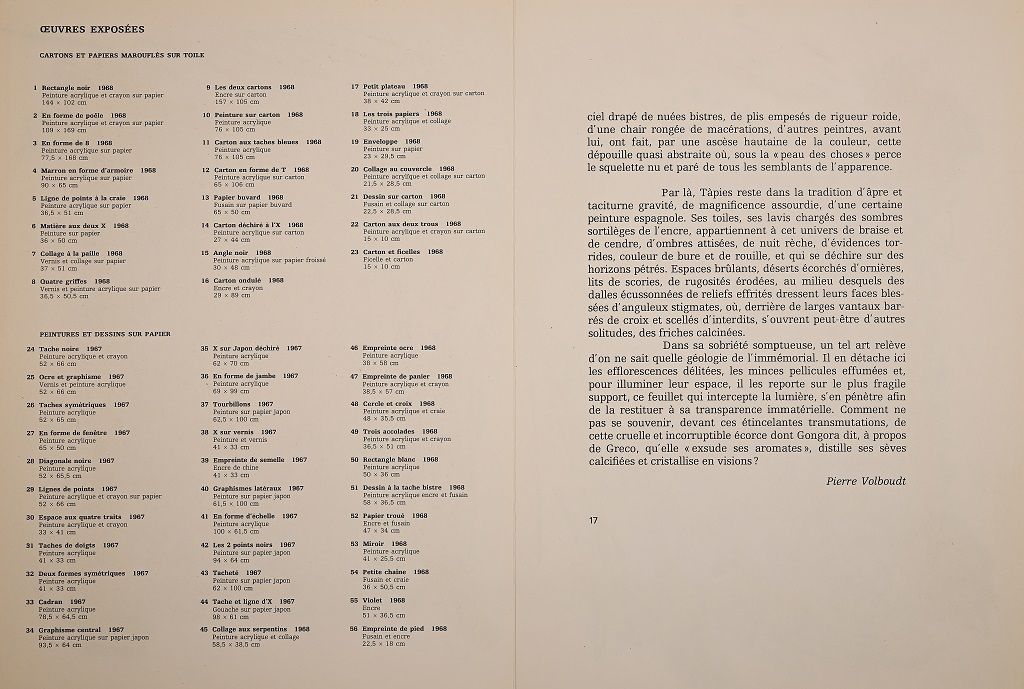 ŒUVRES EXPOSÉES
CARTONS ET PAPIERS MAROUFLÉS SUR TOILE
1 Rectangle noir 1968
Peinture acrylique et crayon sur papier
144 × 102 cm
2 En forme de poêle 1968
Peinture acrylique et crayon sur papier
109 × 169 cm
3 En forme de 8 1968
Peinture acrylique sur papier
77,5 × 168 cm
4 Marron en forme d'armoire 1968
Peinture acrylique sur papier
90 × 65 cm
5 Ligne de points à la craie 1968
Peinture acrylique sur papier
36,5 × 51 cm
6 Matière aux deux X 1968
Peinture sur papier
36 × 50 cm
7 Collage à la paille 1968
Vernis et collage sur papier
37 × 51 cm
8 Quatre griffes 1968
Vernis et peinture acrylique sur papier
36,5 × 50,5 cm
9 Les deux cartons 1968
Encre sur carton
157 × 105 cm
10 Peinture sur carton 1968
Peinture acrylique
76 × 105 cm
11 Carton aux taches bleues 1968
Peinture acrylique
76 × 105 cm
12 Carton en forme de T 1968
Peinture acrylique sur carton
65 × 106 cm
13 Papier buvard 1968
Fusain sur papier buvard
65 × 50 cm
14 Carton déchiré à l'X 1968
Peinture acrylique sur carton
27 × 44 cm
15 Angle noir 1968
Peinture acrylique sur papier froissé
30 × 48 cm
16 Carton ondulé 1968
Encre et crayon
29 × 89 cm
17 Petit plateau 1968
Peinture acrylique et crayon sur carton
38 × 42 cm
18 Les trois papiers 1968
Peinture acrylique et collage
33 × 25 cm
19 Enveloppe 1968
Peinture sur papier
23 × 29,5 cm
20 Collage au couvercle 1968
Peinture acrylique et collage sur carton
21,5 × 28,5 cm
21 Dessin sur carton 1968
Fusain et collage sur carton
22,5 × 28,5 cm
22 Carton aux deux trous 1968
Peinture acrylique et crayon sur carton
15 × 10 cm
23 Carton et ficelles 1968
Ficelle et carton
15 × 10 cm
PEINTURES ET DESSINS SUR PAPIER
24 Tache noire 1967
Peinture acrylique et crayon
52 × 66 cm
25 Ocre et graphisme 1967
Vernis et peinture acrylique
52 × 66 cm
26 Taches symétriques 1967
Peinture acrylique
52 × 65 cm
27 En forme de fenêtre 1967
Peinture acrylique
65 × 50 cm
28 Diagonale noire 1967
Peinture acrylique
52 × 65,5 cm
29 Lignes de points 1967
Peinture acrylique et crayon sur papier
52 × 66 cm
30 Espace aux quatre traits 1967
Peinture acrylique et crayon
33 × 41 cm
31 Taches de doigts 1967
Peinture acrylique
41 × 33 cm
32 Deux formes symétriques 1967
Peinture acrylique
41 × 33 cm
33 Cadran 1967
Peinture acrylique
78,5 × 64,5 cm
34 Graphisme central 1967
Peinture acrylique sur papier japon
93,5 × 64 cm
35 X sur Japon déchiré 1967
Peinture acrylique
62 × 70 cm
36 En forme de jambe 1967
Peinture acrylique
69 × 99 cm
37 Tourbillons 1967
Peinture sur papier japon
62,5 × 100 cm
38 X sur vernis 1967
Peinture et vernis
41 × 33 cm
39 Empreinte de semelle 1967
Encre de chine
41 × 33 cm
40 Graphismes latéraux 1967
Peinture sur papier japon
61,5 × 100 cm
41 En forme d'échelle 1967
Peinture acrylique
100 × 61,5 cm
42 Les 2 points noirs 1967
Peinture sur papier japon
94 × 64 cm
43 Tacheté 1967
Peinture sur papier japon
62 × 100 cm
44 Tache et ligne d'X 1967
Gouache sur papier japon
98 × 61 cm
45 Collage aux serpentins 1968
Peinture acrylique et collage
58,5 × 38,5 cm
46 Empreinte ocre 1968
Peinture acrylique
38 × 58 cm
47 Empreinte de panier 1968
Peinture acrylique et crayon
38,5 × 57 cm
48 Cercle et croix 1968
Peinture acrylique et craie
48 × 35,5 cm
49 Trois accolades 1968
Peinture acrylique et crayon
36,5 × 51 cm
50 Rectangle blanc 1968
Peinture acrylique
50 × 36 cm
51 Dessin à la tache bistre 1968
Peinture acrylique encre et fusain
58 × 36,5 cm
52 Papier troué 1968
Encre et fusain
47 × 34 cm
53 Miroir 1968
Peinture acrylique
41 × 25,5 cm
54 Petite chaîne 1968
Fusain et craie
36 × 50,5 cm
55 Violet 1968
Encre
51 × 36,5 cm
56 Empreinte de pied 1968
Fusain et encre
22,5 × 18 cm
ciel drapé de nuées bistres, de plis empesés de rigueur roide,
d'une chair rongée de macérations, d'autres peintres, avant
lui, ont fait, par une ascèse hautaine de la couleur, cette
dépouille quasi abstraite où, sous la « peau des choses » perce
le squelette nu et paré de tous les semblants de l'apparence.
Par là, Tàpies reste dans la tradition d'âpre et
taciturne gravité, de magnificence assourdie, d'une certaine
peinture espagnole. Ses toiles, ses lavis chargés des sombres
sortilèges de l'encre, appartiennent à cet univers de braise et
de cendre, d'ombres attisées, de nuit rèche, d'évidences tor-
rides, couleur de bure et de rouille, et qui se déchire sur des
horizons pétrés. Espaces brûlants, déserts écorchés d'ornières,
lits de scories, de rugosités érodées, au milieu desquels des
dalles écussonnées de reliefs effrités dressent leurs faces bles-
sées d'anguleux stigmates, où, derrière de larges vantaux bar-
rés de croix et scellés d'interdits, s'ouvrent peut-être d'autres
solitudes, des friches calcinées.
Dans sa sobriété somptueuse, un tel art relève
d'on ne sait quelle géologie de l'immémorial. Il en détache ici
les efflorescences délitées, les minces pellicules effumées et,
pour illuminer leur espace, il les reporte sur le plus fragile
support, ce feuillet qui intercepte la lumière, s'en pénètre afin
de la restituer à sa transparence immatérielle. Comment ne
pas se souvenir, devant ces étincelantes transmutations, de
cette cruelle et incorruptible écorce dont Gongora dit, à propos
de Greco, qu'elle « exsude ses aromates », distille ses sèves
calcifiées et cristallise en visions ?
Pierre Volboudt
17